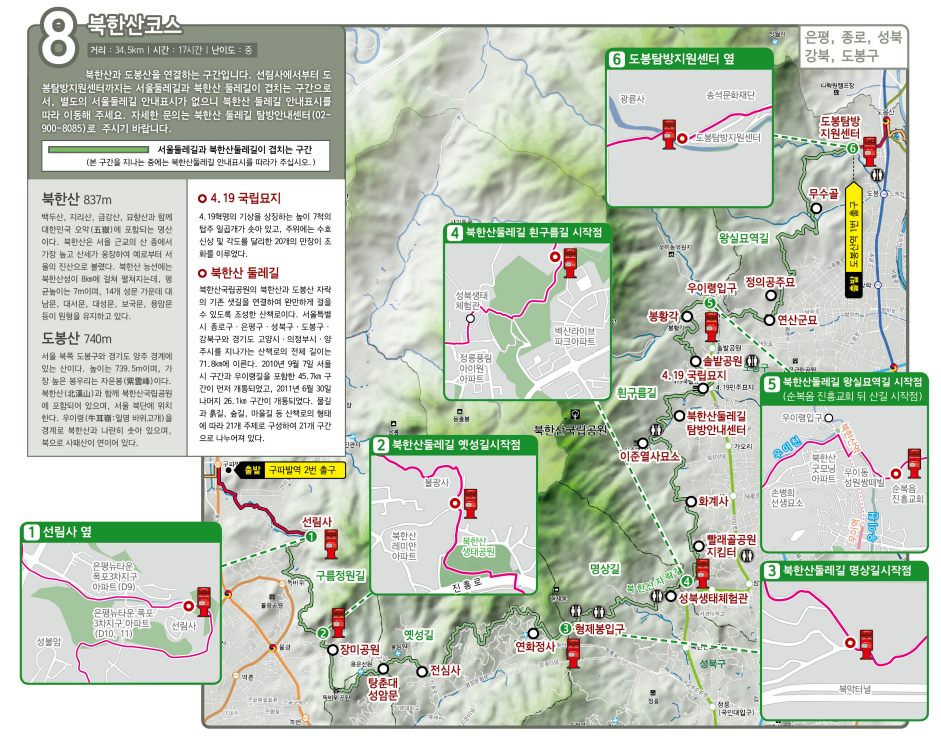 8 북한산코스
거리 : 34.5km | 시간 : 17시간 | 난이도 : 중
북한산과 도봉산을 연결하는 구간입니다. 선림사에서부터 도
봉탐방지원센터까지는 서울둘레길과 북한산 둘레길이 겹치는 구간으로
서, 별도의 서울둘레길 안내표시가 없으니 북한산 둘레길 안내표시를
따라 이동해 주세요. 자세한 문의는 북한산 둘레길 탐방안내센터(02-
900-8085)로 주시기 바랍니다.
서울둘레길과 북한산둘레길이 겹치는 구간
(본 구간을 지나는 중에는 북한산둘레길 안내표시를 따라가 주십시오.)
북한산 837m
백두산, 지리산, 금강산, 묘향산과 함께
대한민국 오악(五嶽)에 포함되는 명산
이다. 북한산은 서울 근교의 산 중에서
가장 높고 산세가 웅장하여 예로부터 서
울의 진산으로 불렸다. 북한산 능선에는
북한산성이 8km에 걸쳐 펼쳐지는데, 평
균높이는 7m이며, 14개 성문 가운데 대
남문, 대서문, 대성문, 보국문, 용암문
등이 원형을 유지하고 있다.
도봉산 740m
서울 북쪽 도봉구와 경기도 양주 경계에
있는 산이다. 높이는 739.5m이며, 가
장 높은 봉우리는 자운봉(紫雲峰)이다.
북한산(北漢山)과 함께 북한산국립공원
에 포함되어 있으며, 서울 북단에 위치
한다. 우이령(牛耳嶺:일명 바위고개)을
경계로 북한산과 나란히 솟아 있으며,
북으로 사패산이 연이어 있다.
4.19 국립묘지
4.19혁명의 기상을 상징하는 높이 7척의
탑주 일곱개가 솟아 있고, 주위에는 수호
신상 및 각도를 달리한 20개의 만장이 조
화를 이루었다.
북한산 둘레길
북한산국립공원의 북한산과 도봉산 자락
의 기존 샛길을 연결하여 완만하게 걸을
수 있도록 조성한 산책로이다. 서울특별
시 종로구·은평구·성북구·도봉구·
강북구와 경기도 고양시·의정부시·양
주시를 지나가는 산책로의 전체 길이는
71.8km에 이른다. 2010년 9월 7일 서울
시 구간과 우이령길을 포함한 45.7km 구
간이 먼저 개통되었고, 2011년 6월 30일
나머지 26.1km 구간이 개통되었다. 물길
과 흙길, 숲길, 마을길 등 산책로의 형태
에 따라 21개 주제로 구성하여 21개 구간
으로 나누어져 있다.
은평, 종로, 성북
강북, 도봉구
6 도봉탐방지원센터 옆
광륜사
송석문화재단
도봉탐방지원센터
도봉탐방
지원센터
6
무수골
왕실묘역길
출발 도봉산역 1번 출구
정의공주묘
연산군묘
우이령입구
5
봉황각
솔밭공원
4.19 국립묘지
흰구름길
북한산둘레길
탐방안내센터
이준열사묘소
북한산국립공원
화계사
빨래골공원
지킴터
4
성북생태체험관
명상길
3 형제봉입구
연화정사
성북구
옛성길
전심사
탕춘대
성암문
장미공원
2
구름정원길
선림사
1
출발 구파발역 2번 출구
독바위
불광
역촌
4 북한산둘레길 흰구름길 시작점
성북생태
체험관
정릉풍림
아이원
아파트
벽산라이브
파크아파트
5 북한산둘레길 왕실묘역길 시작점
(순복음 진흥교회 뒤 산길 시작점)
우이령입구
우이천
북한산
굿모닝
아파트
우이동
성원쌍떼빌
손병희
선생묘소
순복음
진흥교회
우이천
2 북한산둘레길 옛성길시작점
불광사
북한산
래미안
아파트
북한산
생태공원
진흥로
1 선림사 옆
은평뉴타운
폭포3차지구
아파트(D9)
은평뉴타운 폭포
3차지구 아파트
(D10, 11)
선림사
성불암
3 북한산둘레길 명상길시작점
북악터널